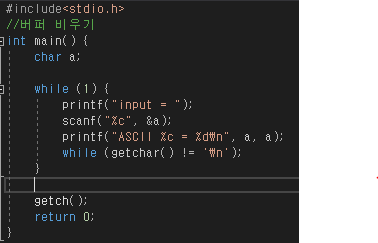 #include<stdio.h>
//버퍼 비우기
int main() {
char a;
while (1) {
printf("input = ");
scanf("%c", &a);
printf("ASCII %c = %d₩n", a, a);
while (getchar() != '₩n');
}
getch();
return 0;
}